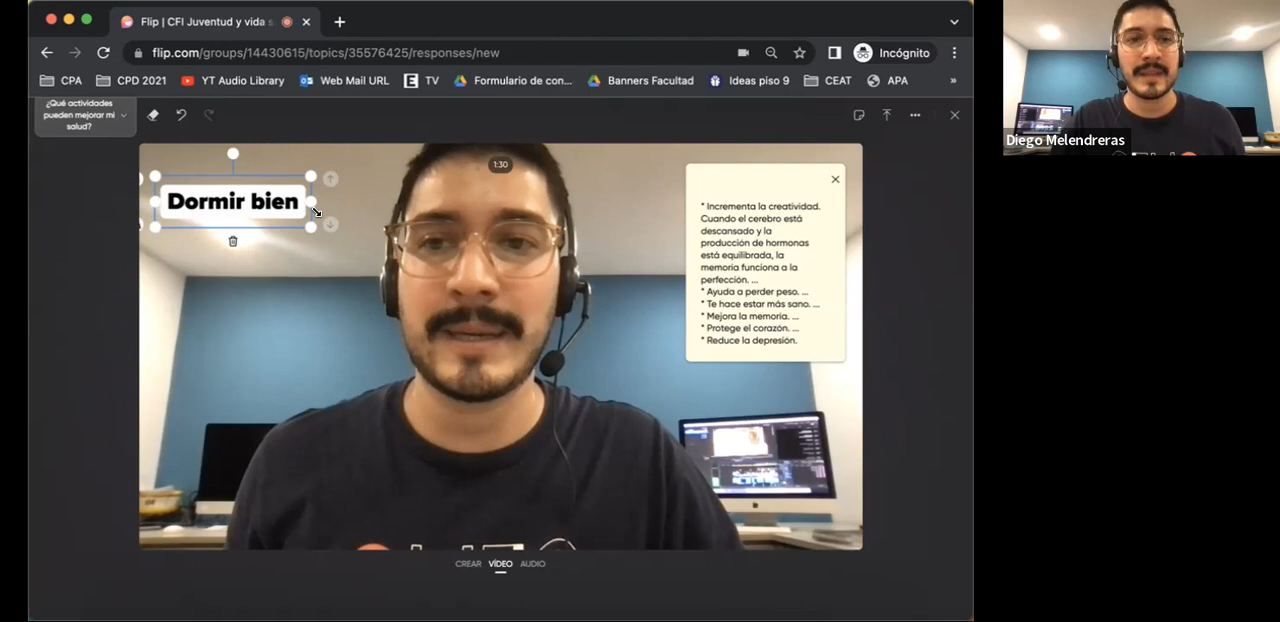 Flip | CFI Juventud y vida s
flip.com/groups/14430615/topics/35576425/responses/new
Incógnito
CPA
CPD 2021
YT Audio Library
Web Mail URL
TV
Formulario de con...
Banners Facultad
Ideas piso 9
CEAT
APA
»
¿Qué actividades
pueden mejorar mi
salud?
1:30
Dormir bien
* Incrementa la creatividad.
Cuando el cerebro está
descansado y la
producción de hormonas
está equilibrada, la
memoria funciona a la
perfección. ...
* Ayuda a perder peso. ...
* Te hace estar más sano. ...
* Mejora la memoria. ...
* Protege el corazón. ...
* Reduce la depresión.
CREAR VÍDEO AUDIO
Diego Melendreras